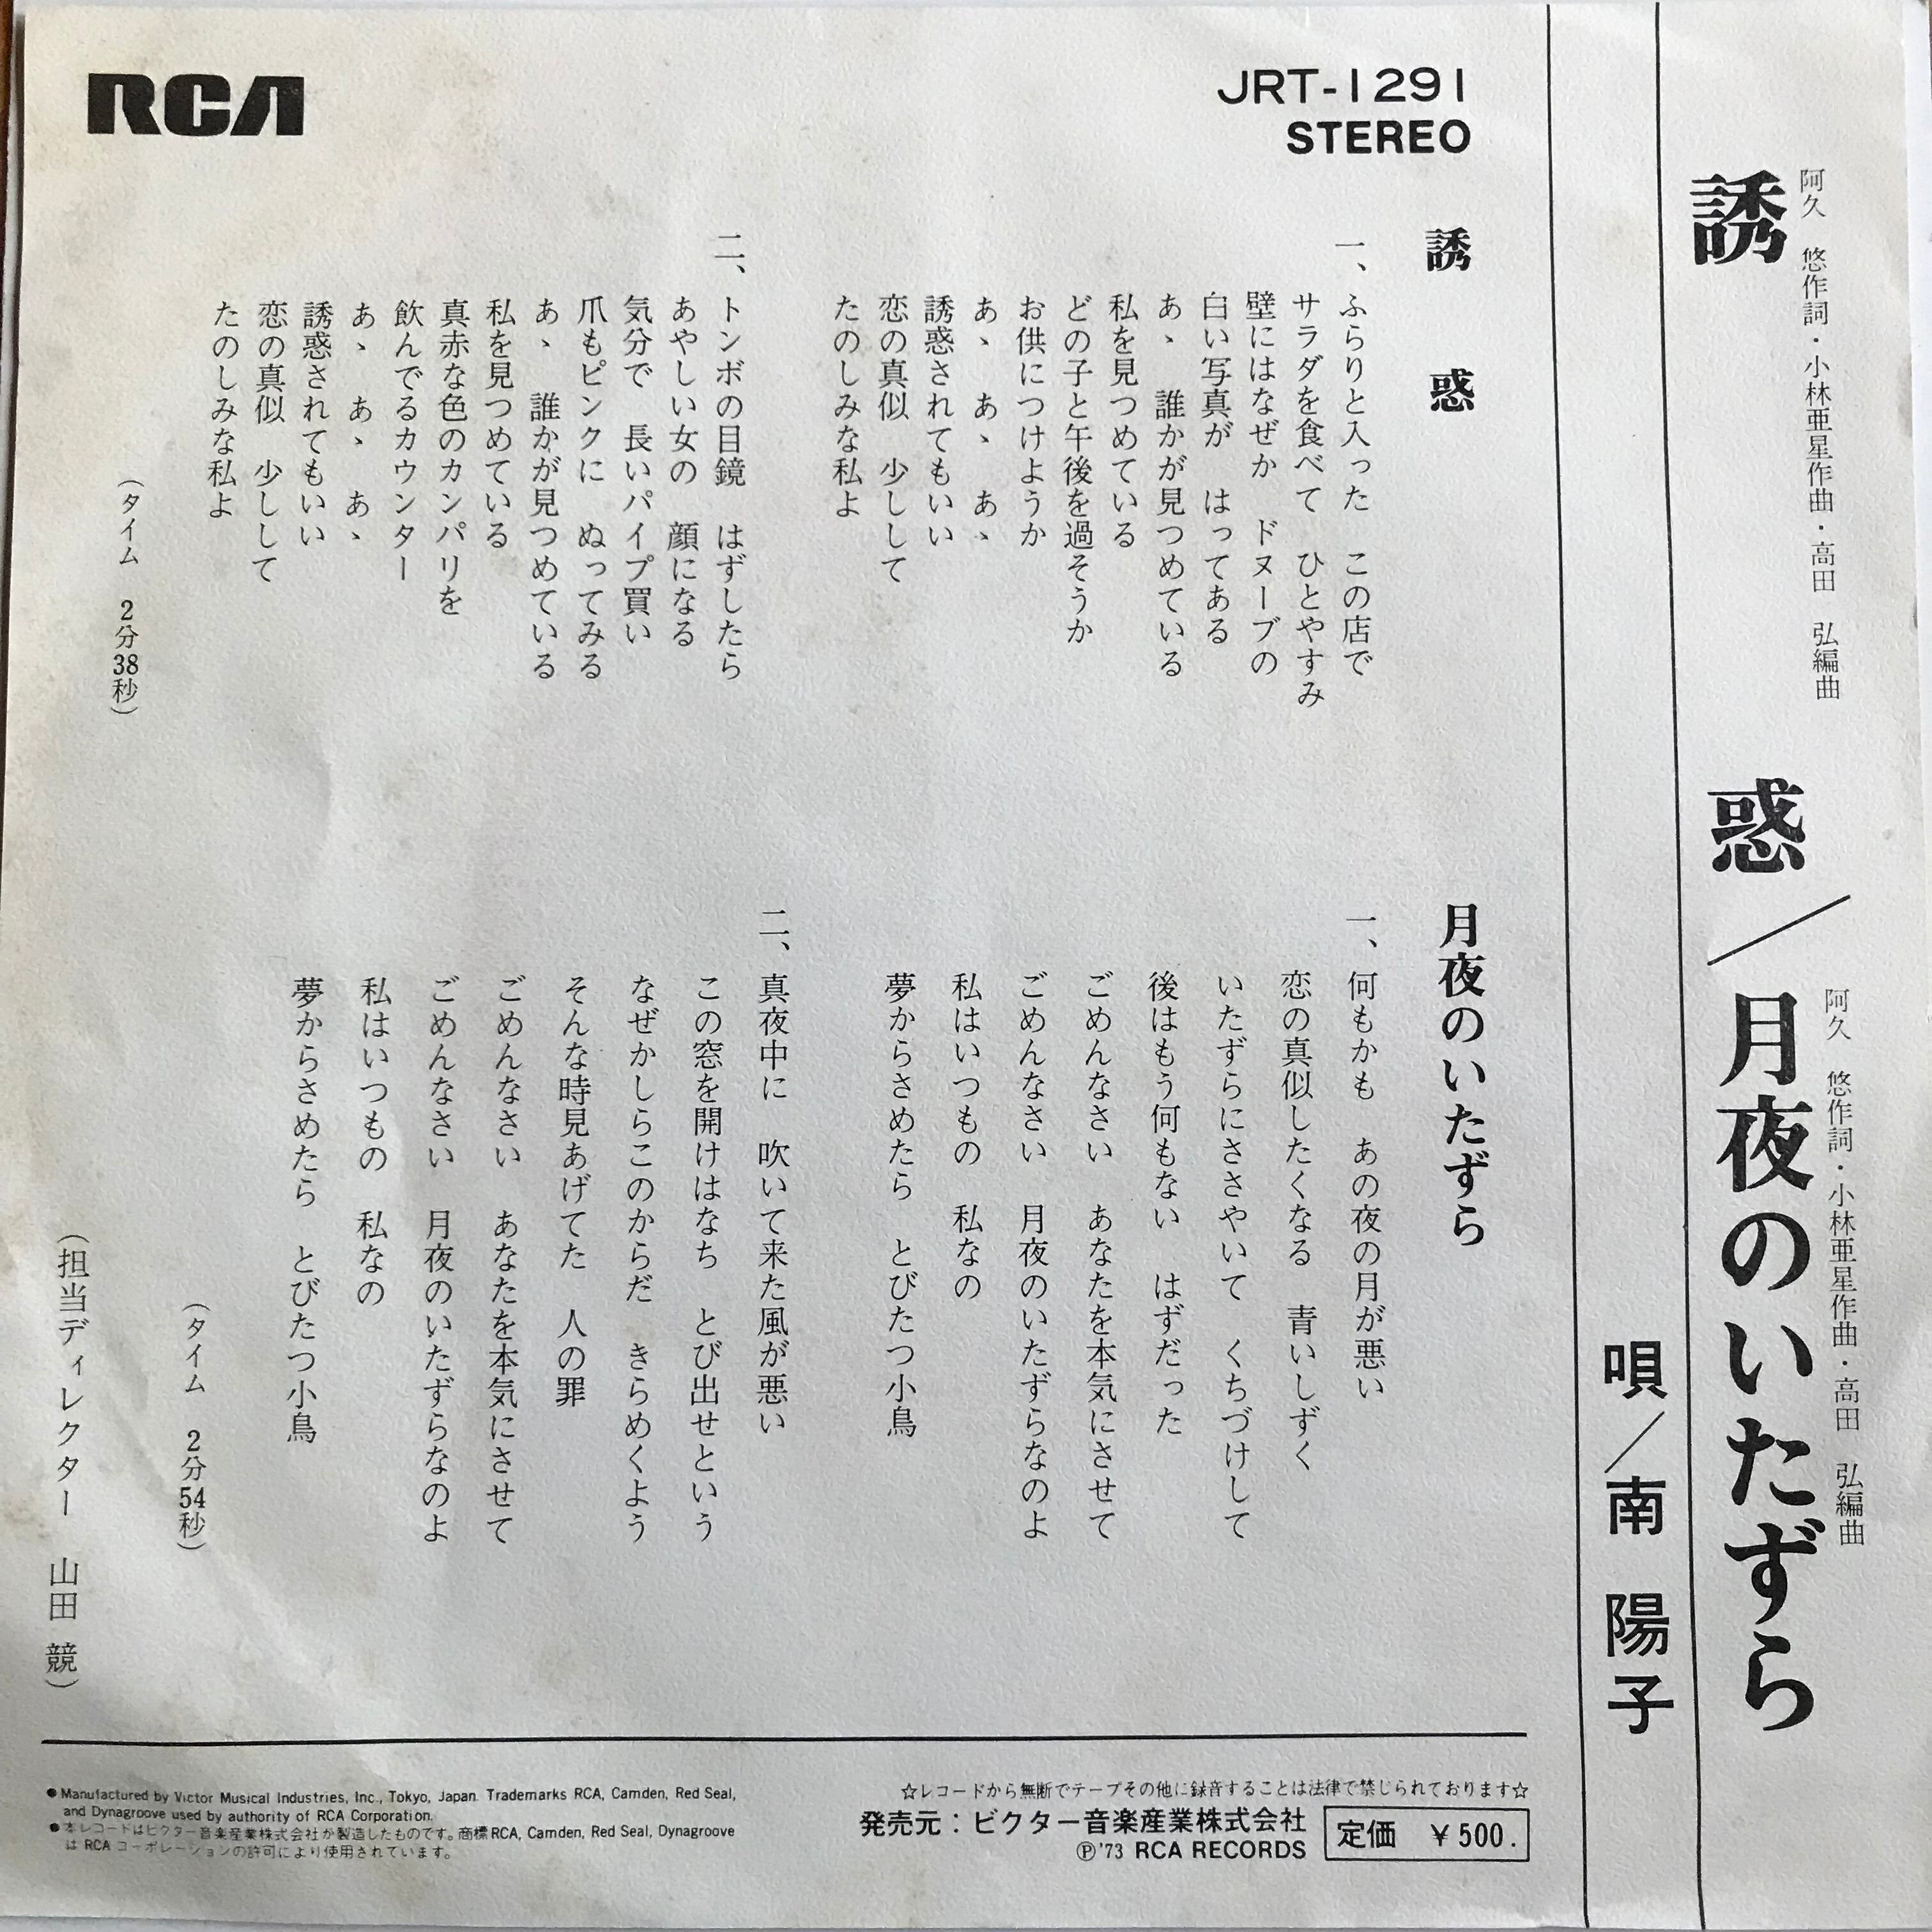 阿久 悠作詞・小林亜星作曲・高田 弘編曲
誘惑/月夜のいたずら
阿久 悠作詞・小林亜星作曲・高田 弘編曲
唄/南 陽子
RCA
JRT-1291
STEREO
誘惑
一、ふらりと入った この店で
サラダを食べて ひとやすみ
壁にはなぜか ドヌーブの
白い写真が はってある
あゝ 誰かが見つめている
私を見つめている
どの子と午後を過そうか
お供につけようか
あゝ あゝ あゝ
誘惑されてもいい
恋の真似 少しして
たのしみな私よ
二、トンボの目鏡 はずしたら
あやしい女の 顔になる
気分で 長いパイプ買い
爪もピンクに ぬってみる
あゝ 誰かが見つめている
私を見つめている
真赤な色のカンパリを
飲んでるカウンター
あゝ あゝ あゝ
誘惑されてもいい
恋の真似 少しして
たのしみな私よ
(タイム 2分38秒)
月夜のいたずら
一、何もかも あの夜の月が悪い
恋の真似したくなる 青いしずく
いたずらにささやいて くちづけして
後はもう何もない はずだった
ごめんなさい あなたを本気にさせて
ごめんなさい 月夜のいたずらなのよ
私はいつもの 私なの
夢からさめたら とびたつ小鳥
二、真夜中に 吹いて来た風が悪い
この窓を開けはなち とび出せという
なぜかしらこのからだ きらめくよう
そんな時見あげてた 人の罪
ごめんなさい あなたを本気にさせて
ごめんなさい 月夜のいたずらなのよ
私はいつもの 私なの
夢からさめたら とびたつ小鳥
(タイム 2分54秒)
(担当ディレクター 山田 競)
●Manufactured by Victor Musical Industries, Inc., Tokyo, Japan. Trademarks RCA, Camden, Red Seal,
and Dynagroove used by authority of RCA Corporation.
●本レコードはビクター音楽産業株式会社が製造したものです。商標RCA, Camden, Red Seal, Dynagroove
は RCA コーポレーションの許可により使用されています。
☆レコードから無断でテープその他に録音することは法律で禁じられております☆
発売元：ビクター音楽産業株式会社
Ⓟ'73 RCA RECORDS
定価 ¥500.